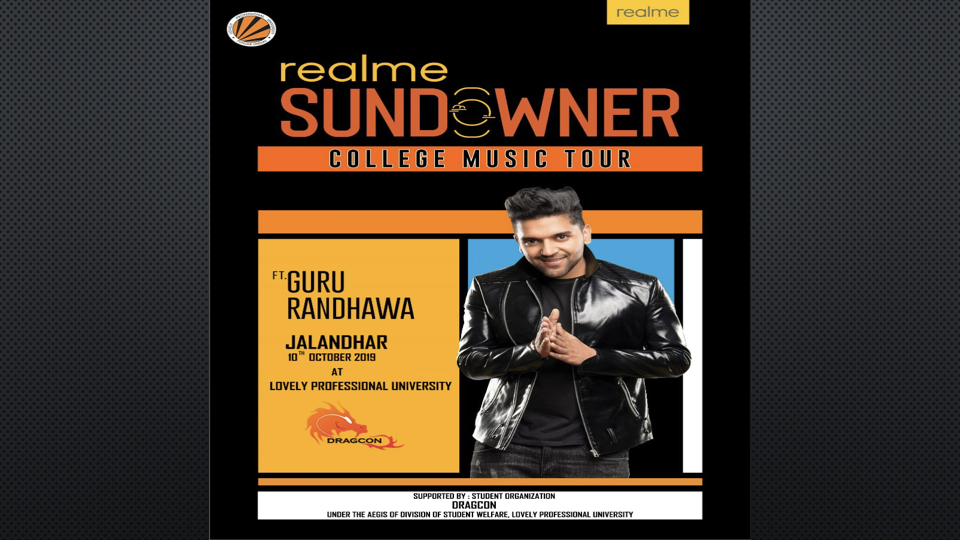 realme
realme
SUNDOWNER
COLLEGE MUSIC TOUR
FT. GURU
RANDHAWA
JALANDHAR
10TH OCTOBER 2019
AT
LOVELY PROFESSIONAL UNIVERSITY
DRAGCON
SUPPORTED BY : STUDENT ORGANIZATION
DRAGCON
UNDER THE AEGIS OF DIVISION OF STUDENT WELFARE, LOVELY PROFESSIONAL UNIVERSITY